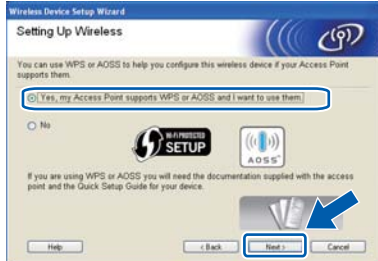 Wireless Device Setup Wizard
Setting Up Wireless
You can use WPS or AOSS to help you configure this wireless device if your Access Point
supports them.
Yes, my Access Point supports WPS or AOSS and I want to use them.
No
Wi-Fi PROTECTED
SETUP
AOSS
If you are using WPS or AOSS you will need the documentation supplied with the access
point and the Quick Setup Guide for your device.
Help
< Back
Next >
Cancel